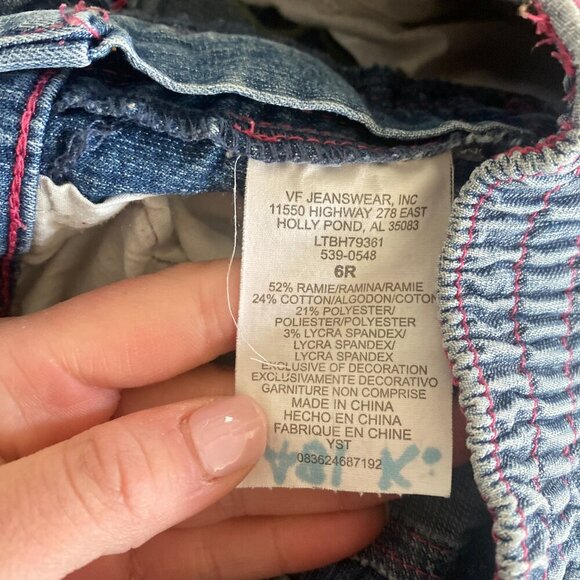 VF JEANSWEAR, INC
11550 HIGHWAY 278 EAST
HOLLY POND, AL 35083
LTBH79361
539-0548
6R
52% RAMIE/RAMINA/RAMIE
24% COTTON/ALGODON/COTON
21% POLYESTER/
POLIESTER/POLYESTER
3% LYCRA SPANDEX/
LYCRA SPANDEX/
LYCRA SPANDEX
EXCLUSIVE OF DECORATION
EXCLUSIVAMENTE DECORATIVO
GARNITURE NON COMPRISE
MADE IN CHINA
HECHO EN CHINA
FABRIQUE EN CHINE
YST
083624687192